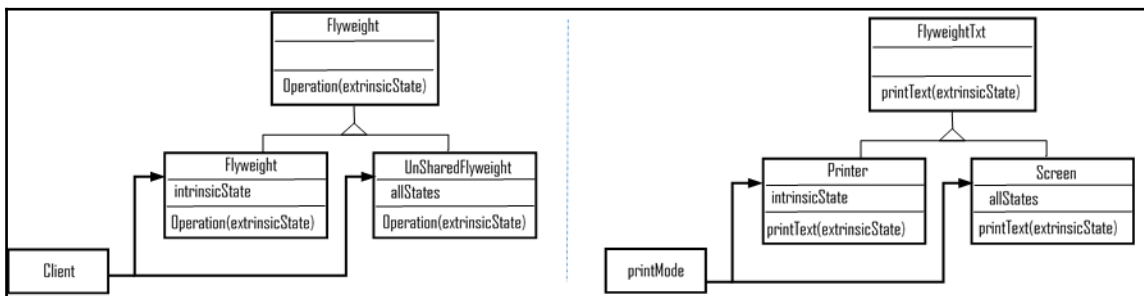 Flyweight
Operation(extrinsicState)
Flyweight
intrinsicState
Operation(extrinsicState)
UnSharedFlyweight
allStates
Operation(extrinsicState)
Client
FlyweightTxt
printText(extrinsicState)
Printer
intrinsicState
printText(extrinsicState)
Screen
allStates
printText(extrinsicState)
printMode